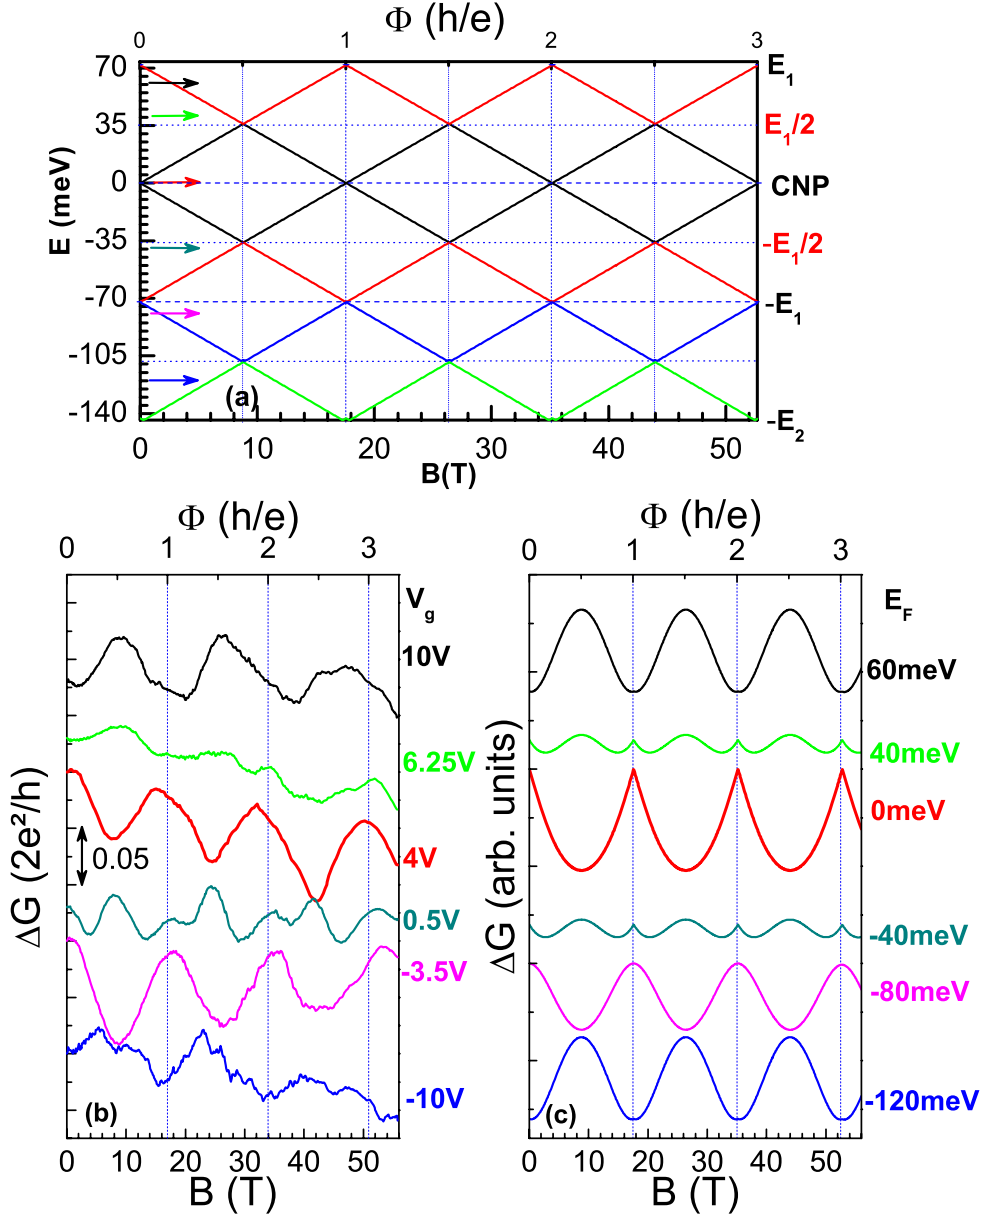 Φ (h/e)
0 1 2 3
70 E₁
35 E₁/2
0 CNP
-35 -E₁/2
-70 -E₁
-105
-140 -E₂
E (meV)
(a)
0 10 20 30 40 50
B(T)
Φ (h/e)
0 1 2 3
V_g
10V
6.25V
4V
0.05
0.5V
-3.5V
-10V
ΔG (2e²/h)
(b)
0 10 20 30 40 50
B (T)
Φ (h/e)
0 1 2 3
E_F
60meV
40meV
0meV
-40meV
-80meV
-120meV
ΔG (arb. units)
(c)
0 10 20 30 40 50
B (T)